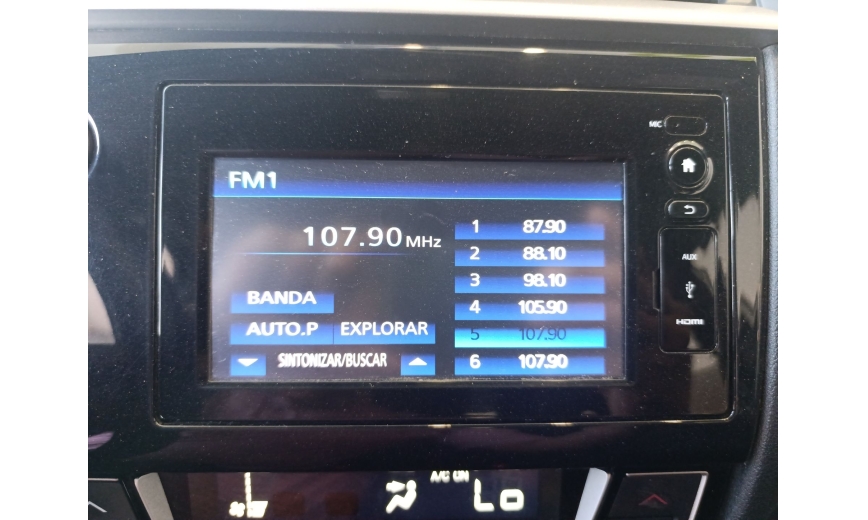 MIC
FM1
107.90 MHz
1 87.90
2 88.10
3 98.10
4 105.90
5 107.90
6 107.90
BANDA
AUTO.P EXPLORAR
SINTONIZAR/BUSCAR
AUX
HDMI
A/C ON
Lo